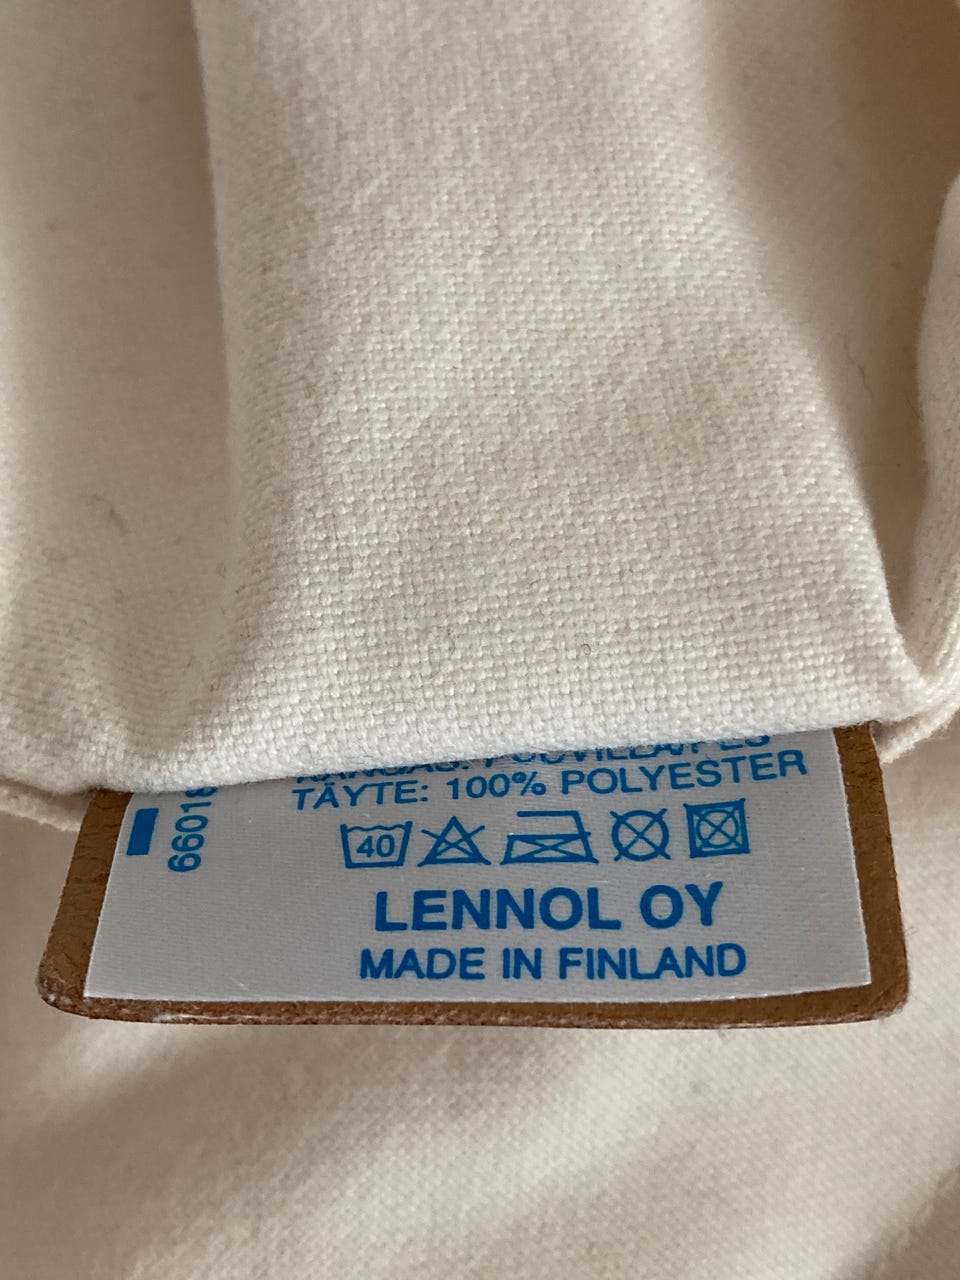 TÄYTE: 100% POLYESTER
40
LENNOL OY
MADE IN FINLAND